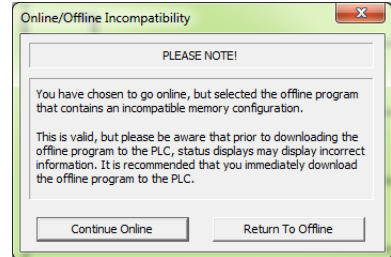 Online/Offline Incompatibility
PLEASE NOTE!
You have chosen to go online, but selected the offline program
that contains an incompatible memory configuration.
This is valid, but please be aware that prior to downloading the
offline program to the PLC, status displays may display incorrect
information. It is recommended that you immediately download
the offline program to the PLC.
Continue Online
Return To Offline